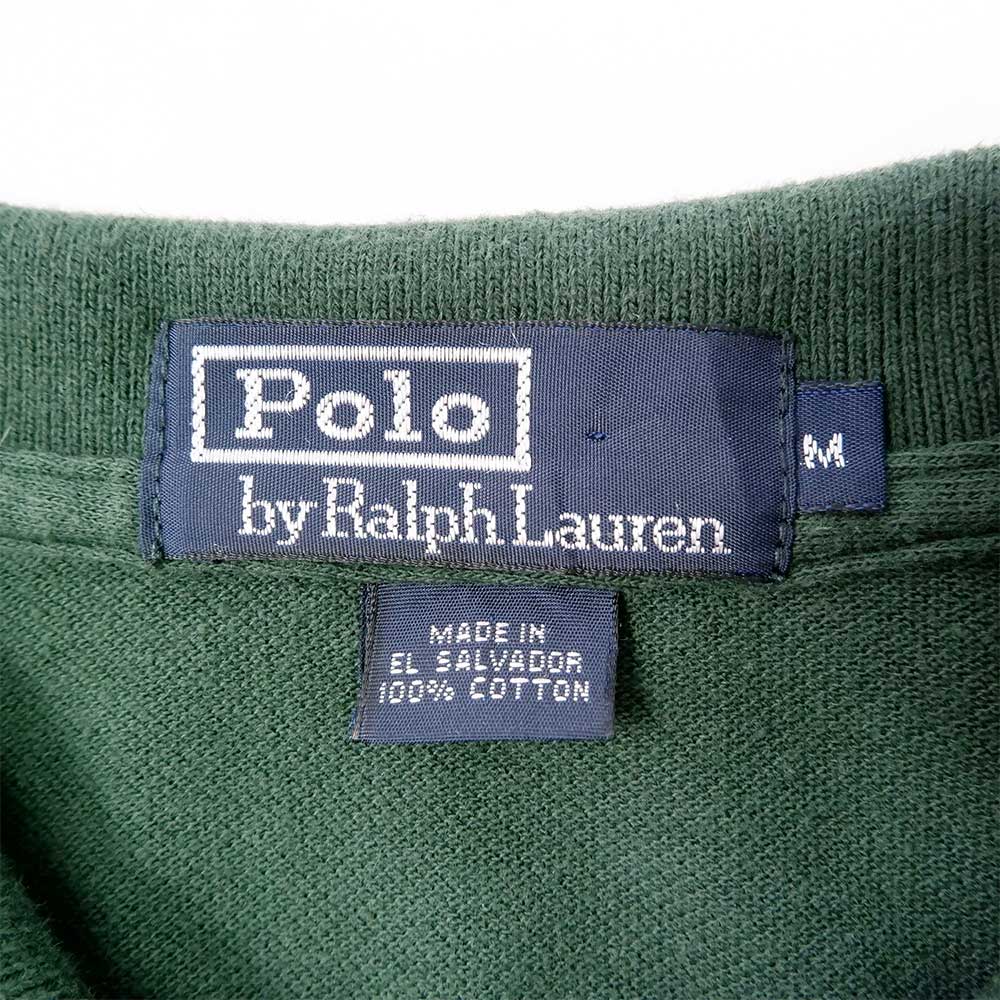 Polo
by Ralph Lauren
M
MADE IN
EL SALVADOR
100% COTTON